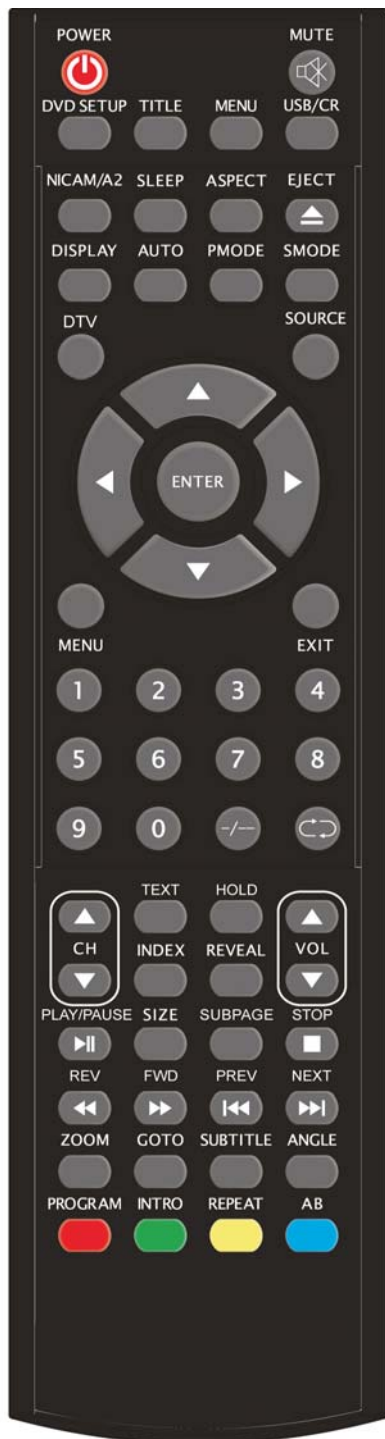 POWER MUTE
DVD SETUP TITLE MENU USB/CR
NICAM/A2 SLEEP ASPECT EJECT
DISPLAY AUTO PMODE SMODE
DTV SOURCE
ENTER
MENU EXIT
1 2 3 4
5 6 7 8
9 0 -/--
TEXT HOLD
CH INDEX REVEAL VOL
PLAY/PAUSE SIZE SUBPAGE STOP
REV FWD PREV NEXT
ZOOM GOTO SUBTITLE ANGLE
PROGRAM INTRO REPEAT AB